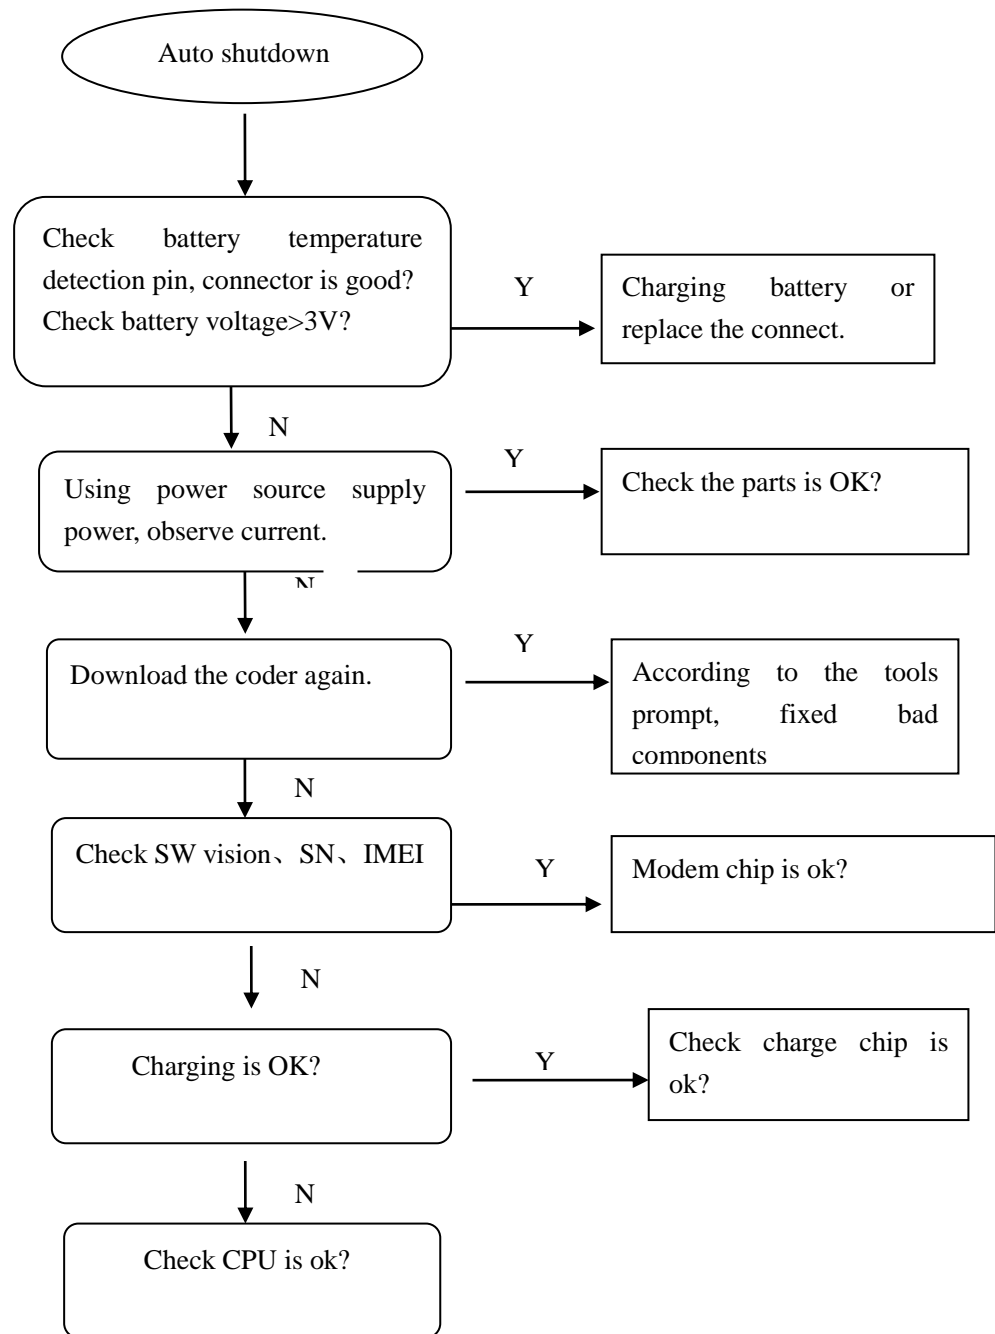 Auto shutdown
Check battery temperature
detection pin, connector is good?
Check battery voltage>3V?
Y
Charging battery or
replace the connect.
N
Using power source supply
power, observe current.
Y
Check the parts is OK?
N
Download the coder again.
Y
According to the tools
prompt, fixed bad
components
N
Check SW vision、SN、IMEI
Y
Modem chip is ok?
N
Charging is OK?
Y
Check charge chip is
ok?
N
Check CPU is ok?